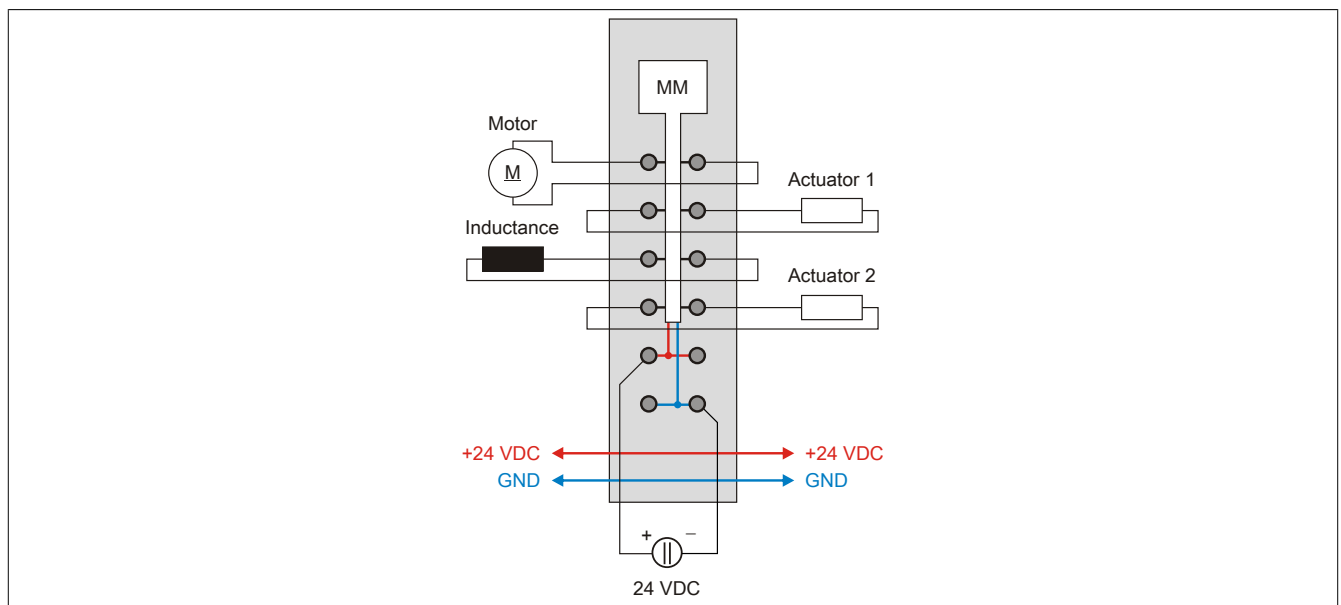 MM
Motor
M
Actuator 1
Inductance
Actuator 2
+24 VDC +24 VDC
GND GND
+ –
24 VDC